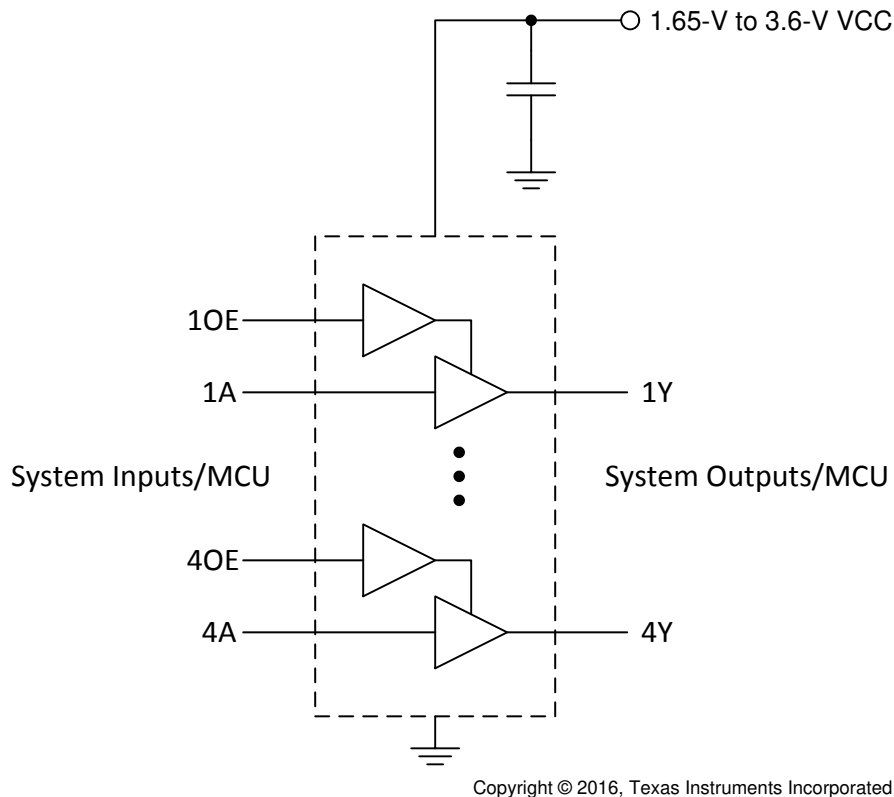 1.65-V to 3.6-V VCC
1OE
1A
1Y
System Inputs/MCU
System Outputs/MCU
4OE
4A
4Y
Copyright © 2016, Texas Instruments Incorporated